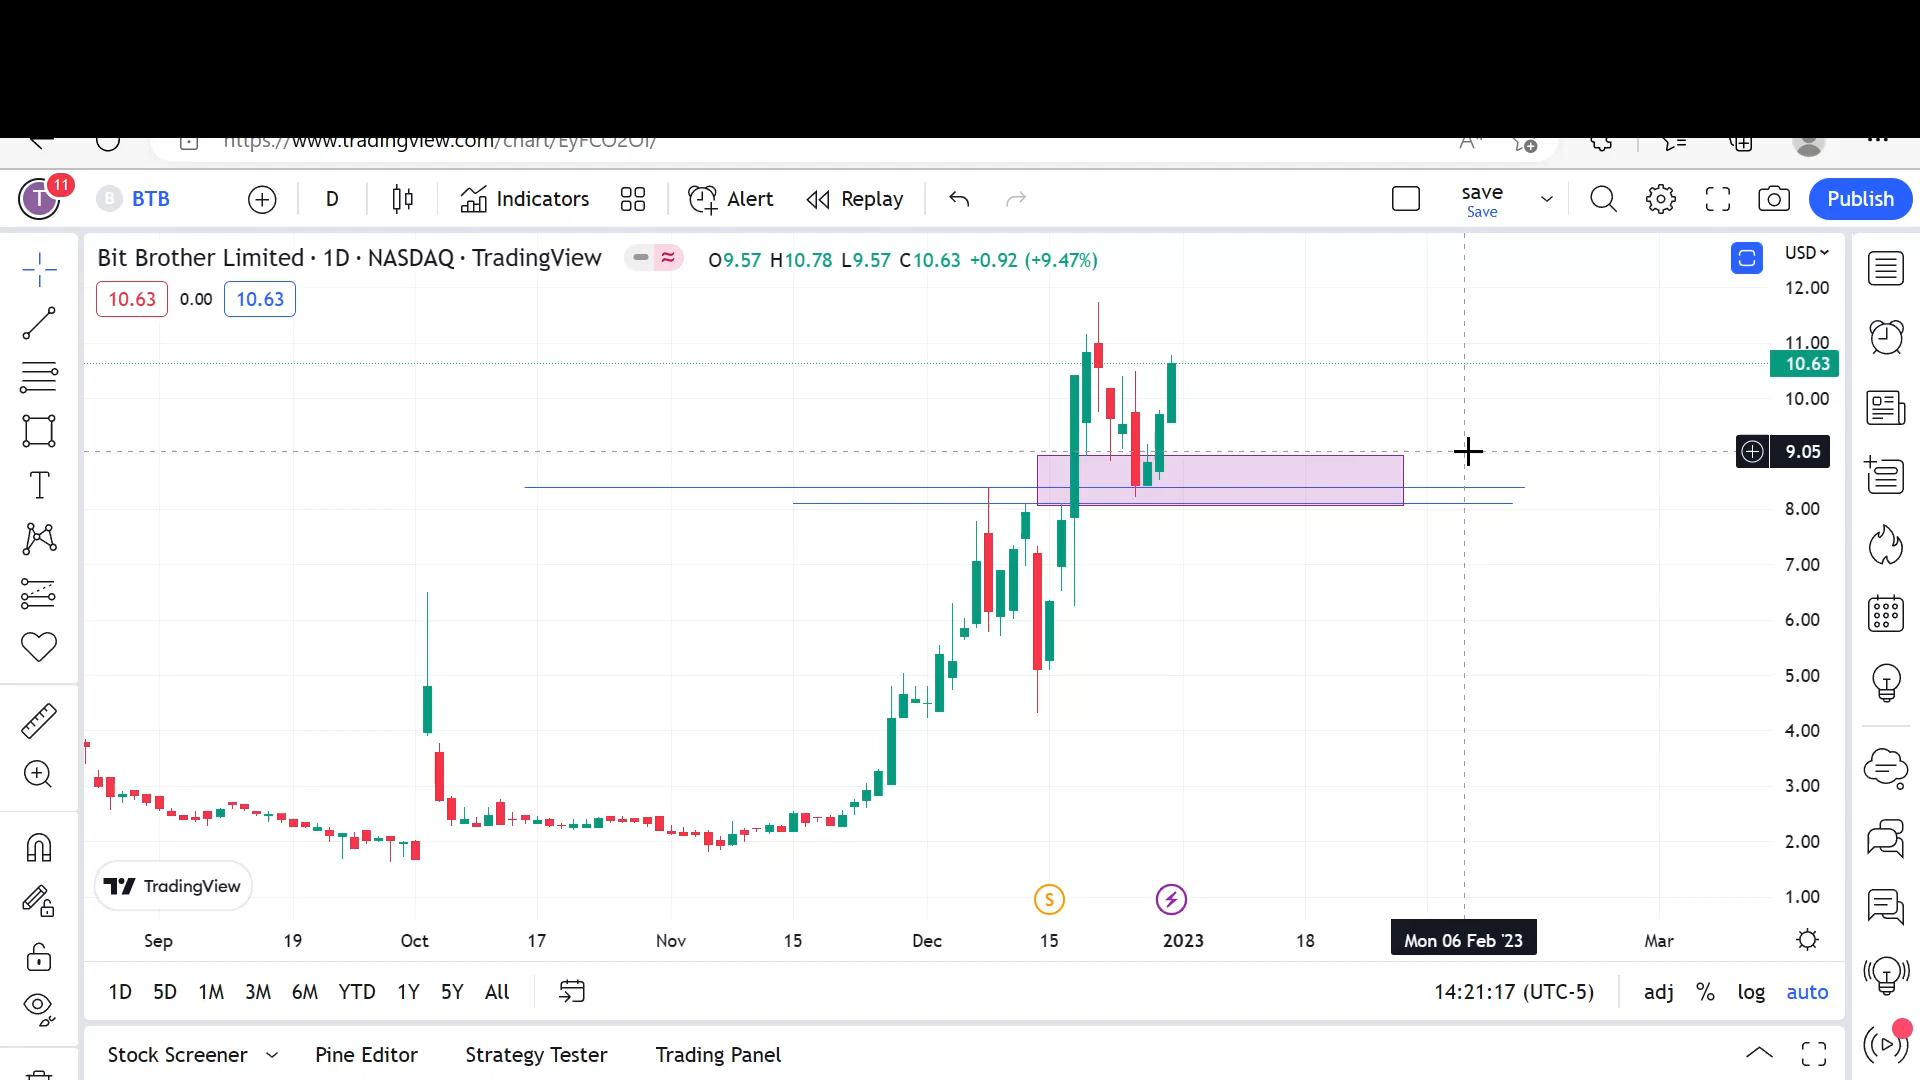 https://www.tradingview.com/chart/EyFCO2OI/
T 11 B BTB D Indicators Alert Replay save Save Publish
Bit Brother Limited · 1D · NASDAQ · TradingView O9.57 H10.78 L9.57 C10.63 +0.92 (+9.47%) USD
10.63 0.00 10.63
12.00
11.00
10.63
10.00
9.05
8.00
7.00
6.00
5.00
4.00
3.00
2.00
1.00
TradingView
S
Sep 19 Oct 17 Nov 15 Dec 15 2023 18 Mon 06 Feb '23 Mar
1D 5D 1M 3M 6M YTD 1Y 5Y All 14:21:17 (UTC-5) adj % log auto
Stock Screener Pine Editor Strategy Tester Trading Panel